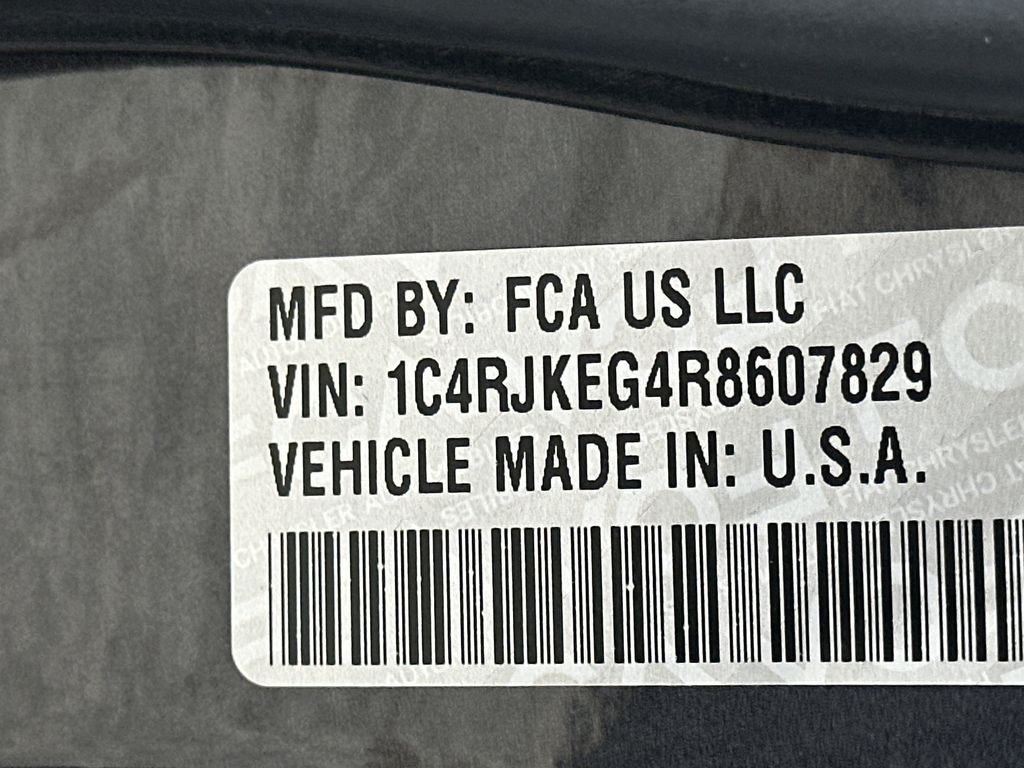 MFD BY: FCA US LLC
VIN: 1C4RJKEG4R8607829
VEHICLE MADE IN: U.S.A.